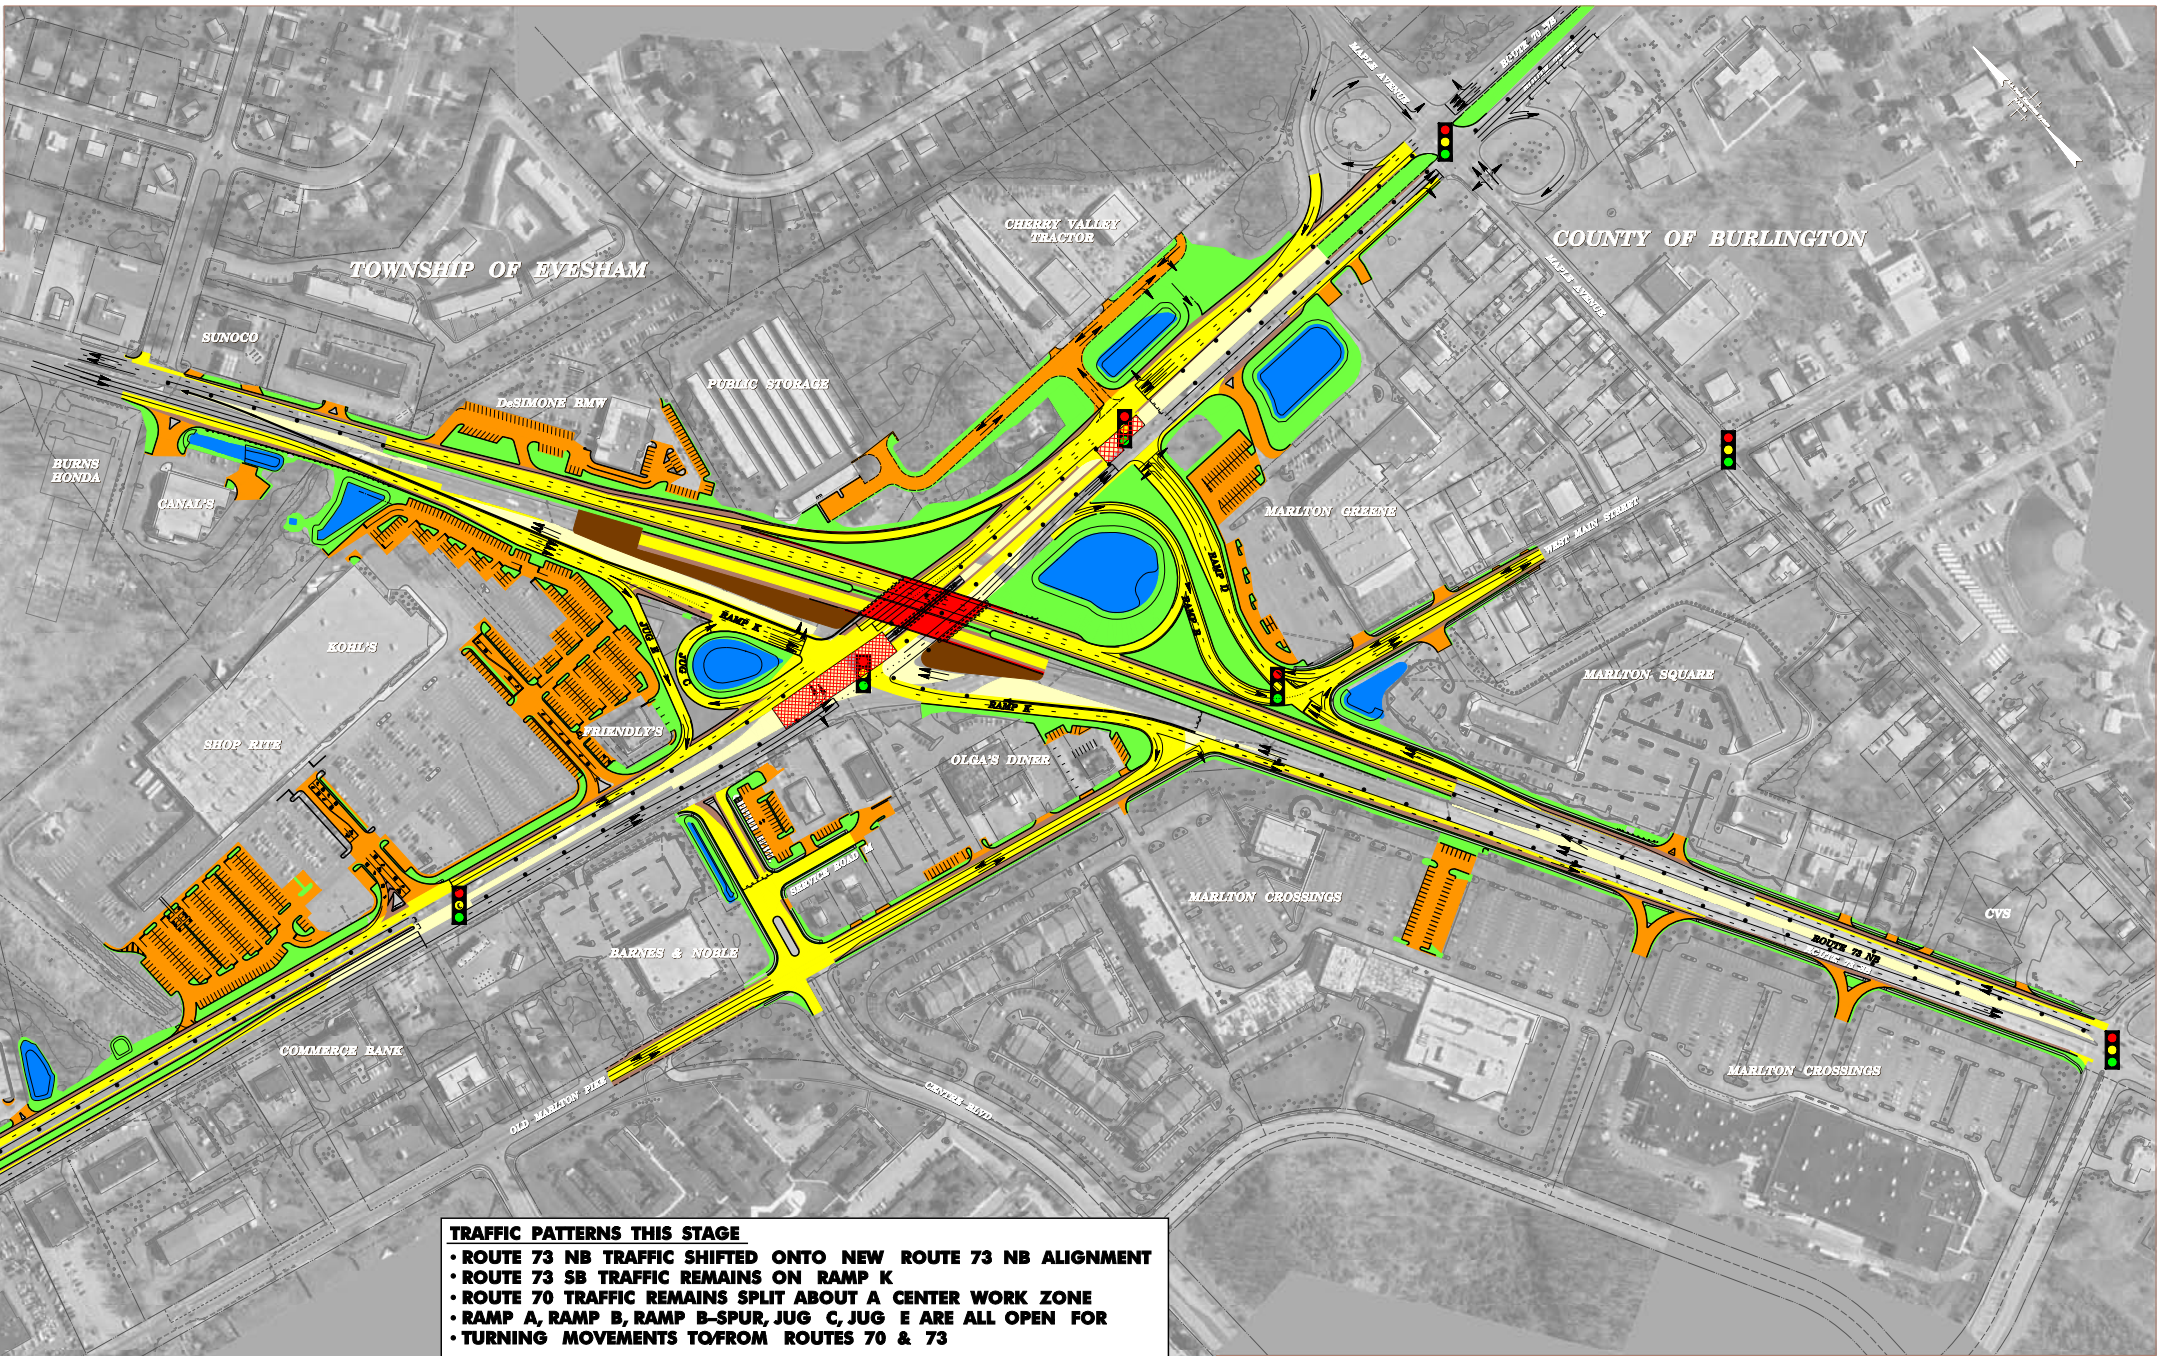 MAPLE AVENUE
CHERRY VALLEY
TRACTOR
COUNTY OF BURLINGTON
TOWNSHIP OF EVESHAM
MAPLE AVENUE
SUNOCO
PUBLIC STORAGE
DeSIMONE BMW
BURNS
HONDA
CANAL'S
MARLTON GREENE
WEST MAIN STREET
RAMP D
RAMP B
RAMP K
JUG E
JUG C
KOHL'S
MARLTON SQUARE
RAMP K
FRIENDLY'S
SHOP RITE
OLGA'S DINER
SERVICE ROAD M
MARLTON CROSSINGS
CVS
BARNES & NOBLE
ROUTE 73 NB
COMMERCE BANK
MARLTON CROSSINGS
OLD MARLTON PIKE
CENTRE BLVD
TRAFFIC PATTERNS THIS STAGE
• ROUTE 73 NB TRAFFIC SHIFTED ONTO NEW ROUTE 73 NB ALIGNMENT
• ROUTE 73 SB TRAFFIC REMAINS ON RAMP K
• ROUTE 70 TRAFFIC REMAINS SPLIT ABOUT A CENTER WORK ZONE
• RAMP A, RAMP B, RAMP B-SPUR, JUG C, JUG E ARE ALL OPEN FOR
• TURNING MOVEMENTS TO/FROM ROUTES 70 & 73